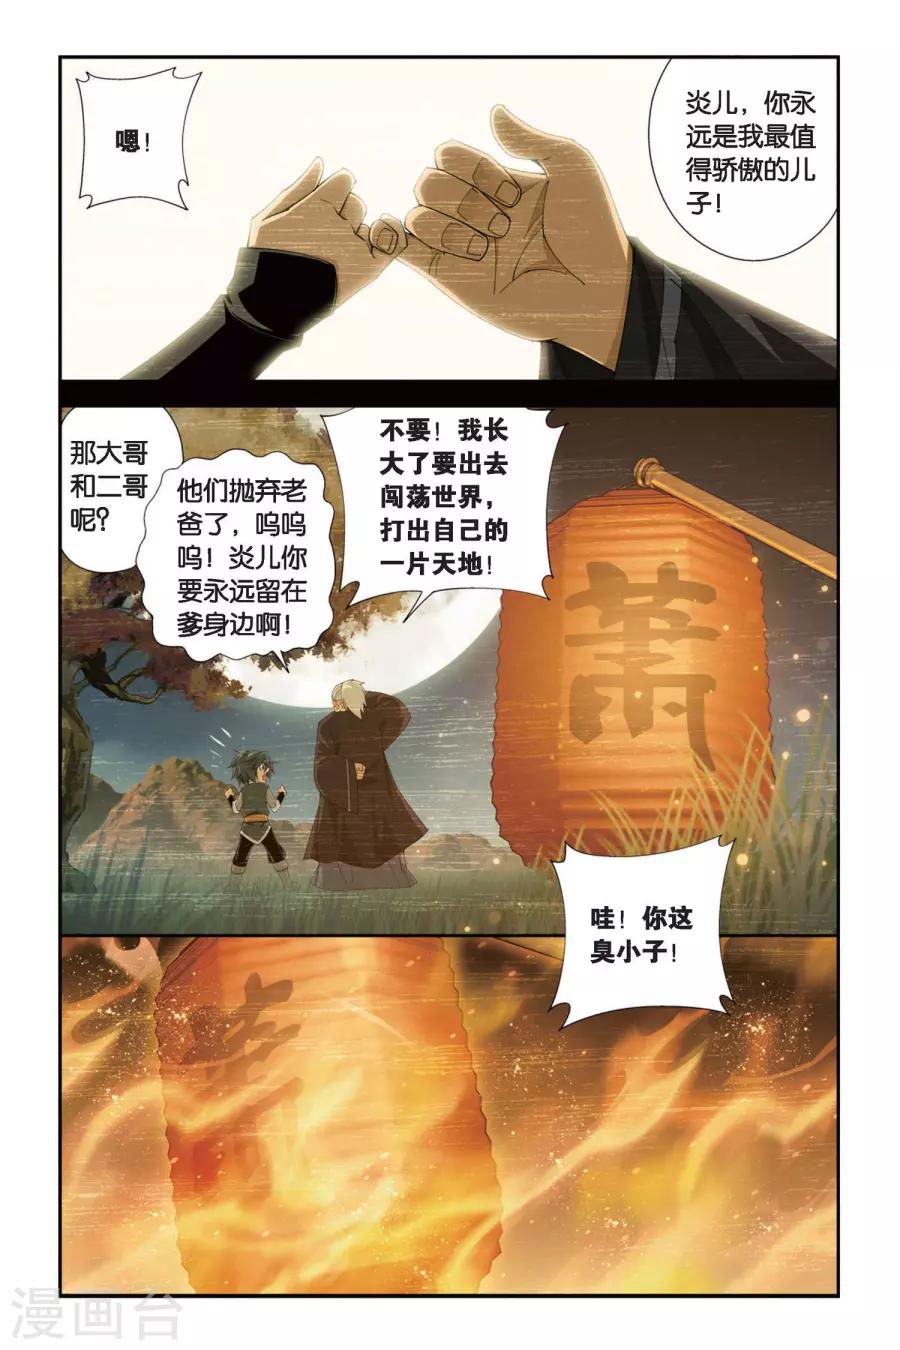 炎儿，你永
远是我最值
得骄傲的儿
子！
嗯！
那大哥
和二哥
呢？
他们抛弃老
爸了，呜呜
呜！炎儿你
要永远留在
爹身边啊！
不要！我长
大了要出去
闯荡世界，
打出自己的
一片天地！
萧
哇！你这
臭小子！
萧
漫画台